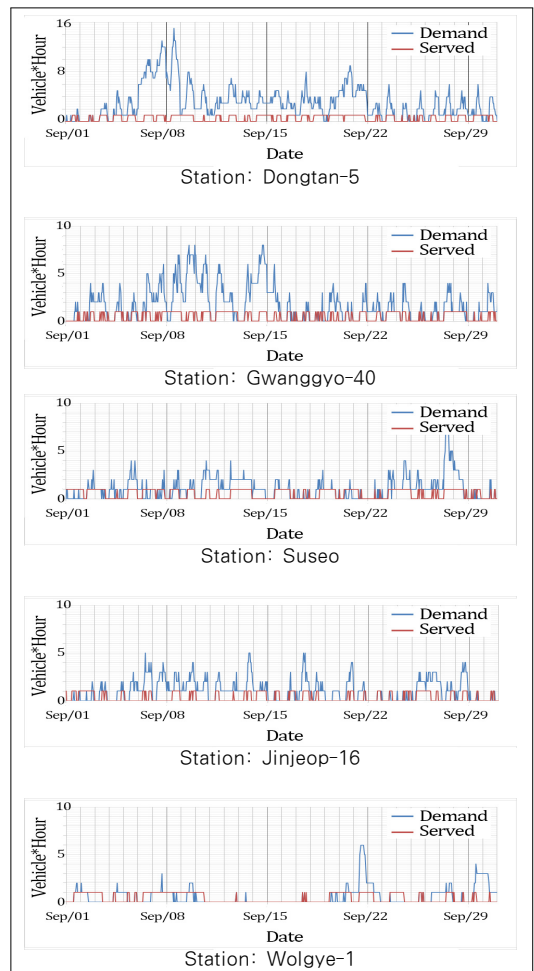 16
8
0
Vehicle*Hour
Demand
Served
Sep/01 Sep/08 Sep/15 Sep/22 Sep/29
Date
Station: Dongtan-5
10
5
0
Vehicle*Hour
Demand
Served
Sep/01 Sep/08 Sep/15 Sep/22 Sep/29
Date
Station: Gwanggyo-40
10
5
0
Vehicle*Hour
Demand
Served
Sep/01 Sep/08 Sep/15 Sep/22 Sep/29
Date
Station: Suseo
10
5
0
Vehicle*Hour
Demand
Served
Sep/01 Sep/08 Sep/15 Sep/22 Sep/29
Date
Station: Jinjeop-16
10
5
0
Vehicle*Hour
Demand
Served
Sep/01 Sep/08 Sep/15 Sep/22 Sep/29
Date
Station: Wolgye-1